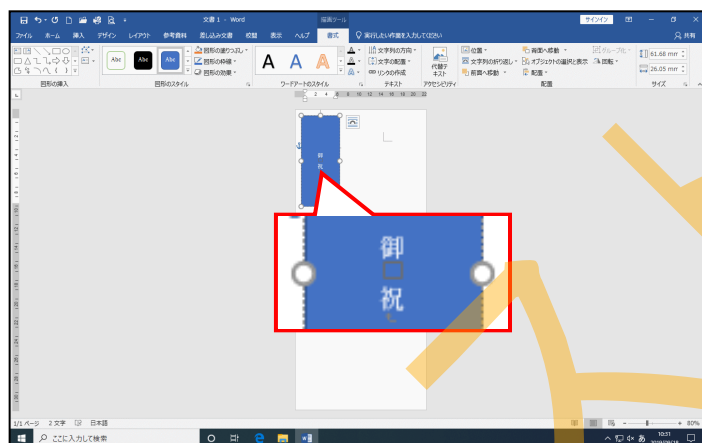 文書 1 - Word
描画ツール
サインイン
ファイル ホーム 挿入 デザイン レイアウト 参考資料 差し込み文書 校閲 表示 ヘルプ 書式 実行したい作業を入力してください
共有
Abc Abc Abc
図形の塗りつぶし
図形の枠線
図形の効果
A A A
文字列の方向
文字の配置
リンクの作成
代替テキスト
位置
文字列の折り返し
前面へ移動
背面へ移動
オブジェクトの選択と表示
配置
グループ化
回転
61.68 mm
26.05 mm
図形の挿入 図形のスタイル ワードアートのスタイル テキスト アクセシビリティ 配置 サイズ
御
祝
御
祝
1/1 ページ 2 文字 日本語
80%
ここに入力して検索
あ
10:31